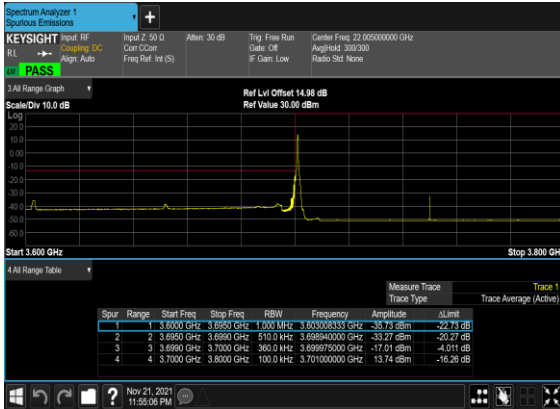 Spectrum Analyzer 1
Spurious Emissions
+
KEYSIGHT Input: RF Input Z: 50 Ω Atten: 30 dB Trig: Free Run Center Freq: 22.005000000 GHz
RL Coupling: DC Corr CCorr Gate: Off Avg|Hold: 300/300
Align: Auto Freq Ref: Int (S) IF Gain: Low Radio Std: None
PASS
3 All Range Graph
Ref Lvl Offset 14.98 dB
Scale/Div 10.0 dB Ref Value 30.00 dBm
Log
20.0
10.0
0.00
-10.0
-20.0
-30.0
-40.0
-50.0
-60.0
Start 3.600 GHz Stop 3.800 GH
4 All Range Table
Measure Trace Trace 1
Trace Type Trace Average (Active)
Spur Range Start Freq Stop Freq RBW Frequency Amplitude ΔLimit
1 1 3.6000 GHz 3.6950 GHz 1.000 MHz 3.603008333 GHz -35.73 dBm -22.73 dB
2 2 3.6950 GHz 3.6990 GHz 510.0 kHz 3.698940000 GHz -33.27 dBm -20.27 dB
3 3 3.6990 GHz 3.7000 GHz 360.0 kHz 3.699975000 GHz -17.01 dBm -4.011 dB
4 4 3.7000 GHz 3.8000 GHz 100.0 kHz 3.701000000 GHz 13.74 dBm -16.26 dB
? Nov 21, 2021
11:55:06 PM